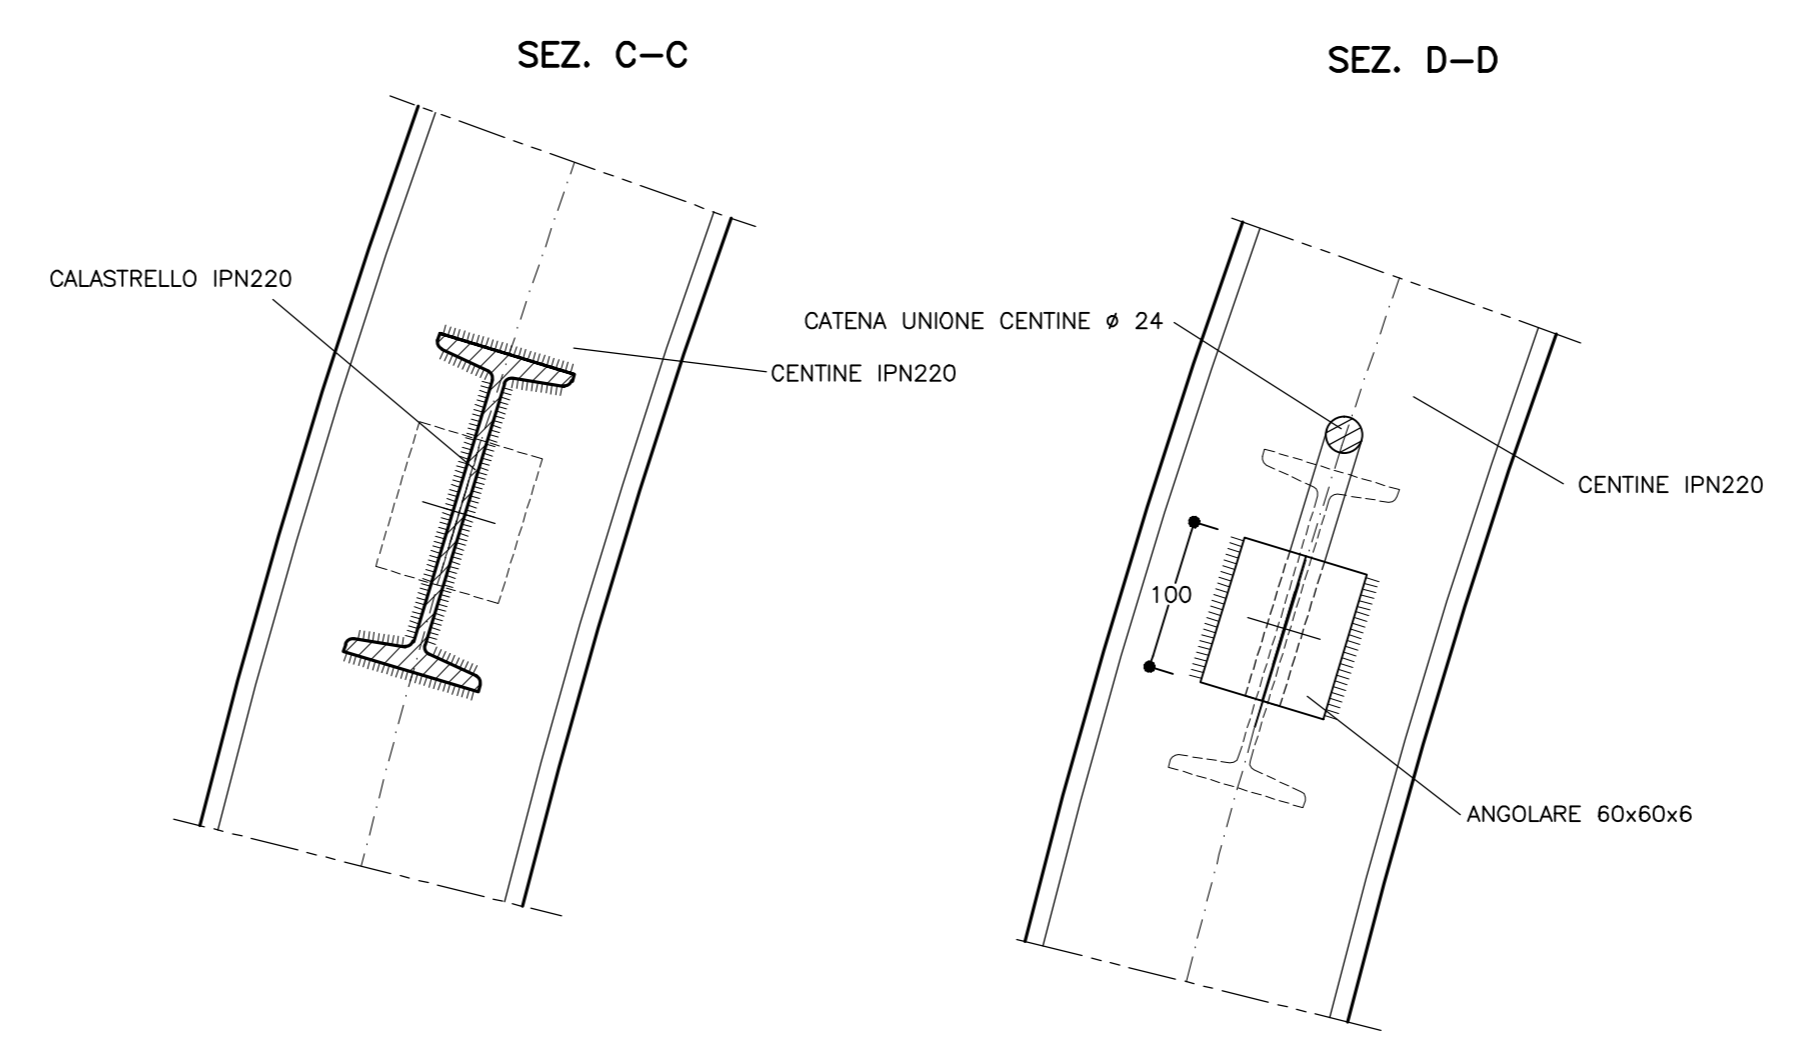 SEZ. C-C
SEZ. D-D
CALASTRELLO IPN220
CATENA UNIONE CENTINE ø 24
CENTINE IPN220
CENTINE IPN220
100
ANGOLARE 60x60x6